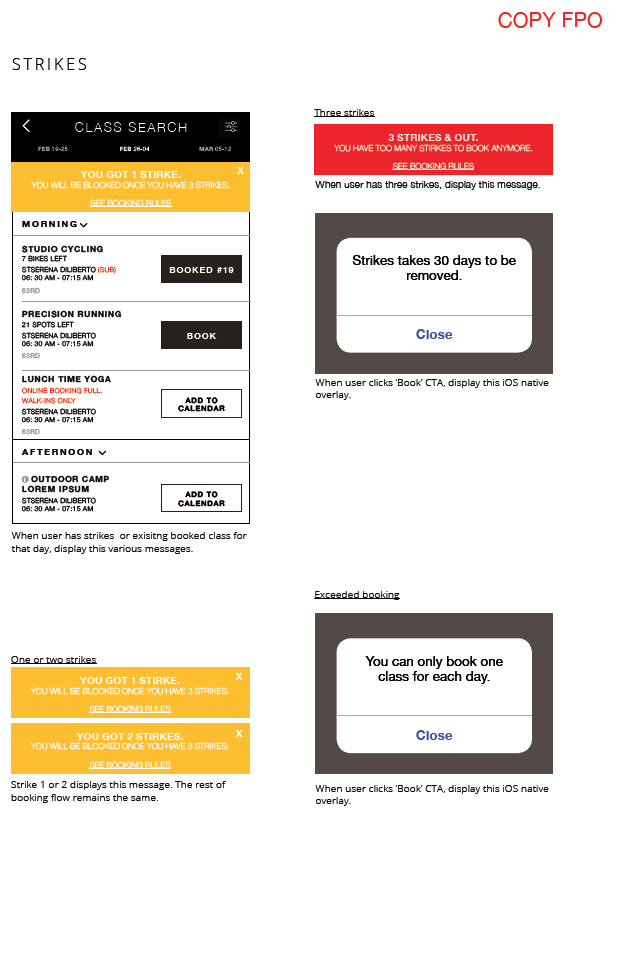 COPY FPO
STRIKES
CLASS SEARCH
FEB 19-25 FEB 26-04 MAR 05-12
YOU GOT 1 STIRKE. X
YOU WILL BE BLOCKED ONCE YOU HAVE 3 STRIKES.
SEE BOOKING RULES
MORNING
STUDIO CYCLING
7 BIKES LEFT
STSERENA DILIBERTO (SUB)
06: 30 AM - 07:15 AM
63RD
BOOKED #19
PRECISION RUNNING
21 SPOTS LEFT
STSERENA DILIBERTO
06: 30 AM - 07:15 AM
63RD
BOOK
LUNCH TIME YOGA
ONLINE BOOKING FULL.
WALK-INS ONLY
STSERENA DILIBERTO
06: 30 AM - 07:15 AM
63RD
ADD TO
CALENDAR
AFTERNOON
OUTDOOR CAMP
LOREM IPSUM
STSERENA DILIBERTO
06: 30 AM - 07:15 AM
ADD TO
CALENDAR
When user has strikes or exisitng booked class for
that day, display this various messages.
Three strikes
3 STRIKES & OUT.
YOU HAVE TOO MANY STIRKES TO BOOK ANYMORE.
SEE BOOKING RULES
When user has three strikes, display this message.
Strikes takes 30 days to be
removed.
Close
When user clicks ‘Book’ CTA, display this iOS native
overlay.
One or two strikes
YOU GOT 1 STIRKE. X
YOU WILL BE BLOCKED ONCE YOU HAVE 3 STRIKES.
SEE BOOKING RULES
YOU GOT 2 STIRKES. X
YOU WILL BE BLOCKED ONCE YOU HAVE 3 STRIKES.
SEE BOOKING RULES
Strike 1 or 2 displays this message. The rest of
booking flow remains the same.
Exceeded booking
You can only book one
class for each day.
Close
When user clicks ‘Book’ CTA, display this iOS native
overlay.